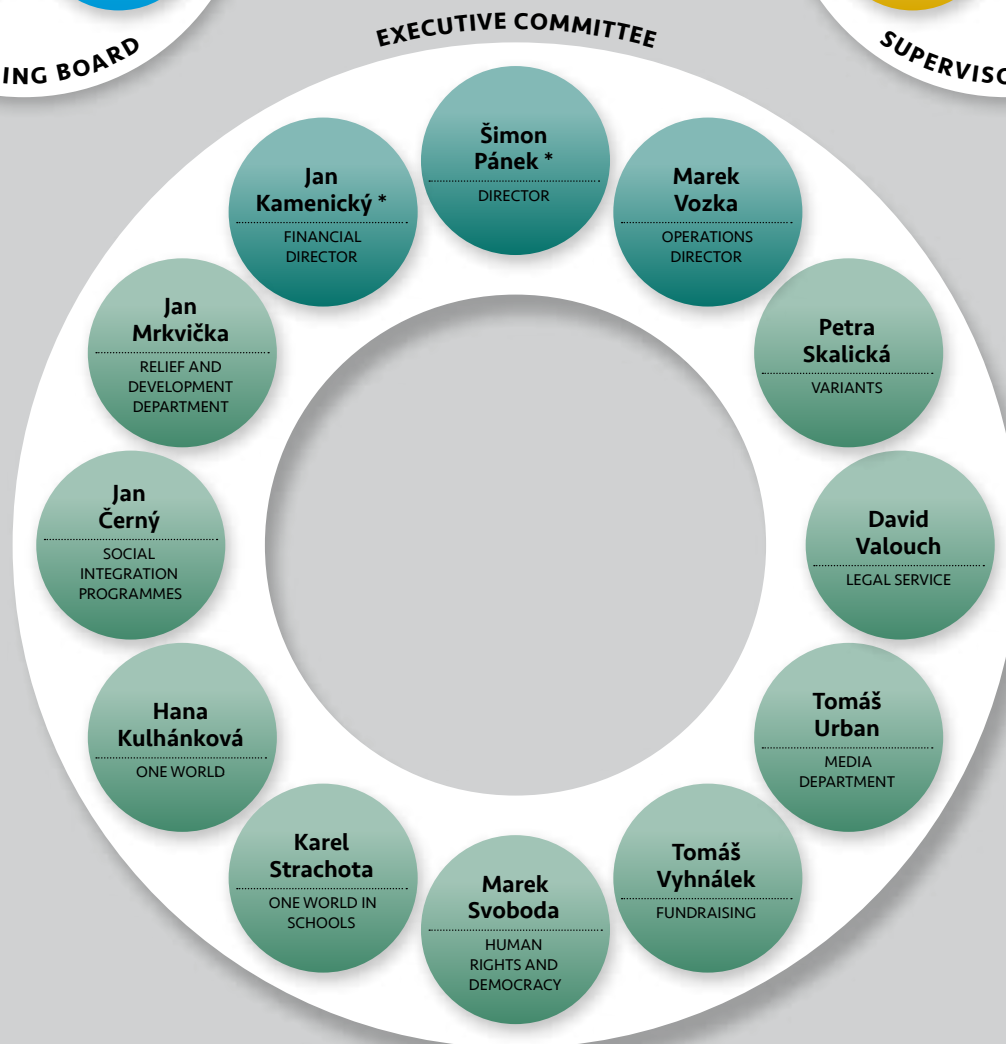 ING BOARD
EXECUTIVE COMMITTEE
SUPERVISO
Šimon
Pánek *
DIRECTOR
Marek
Vozka
OPERATIONS
DIRECTOR
Petra
Skalická
VARIANTS
David
Valouch
LEGAL SERVICE
Tomáš
Urban
MEDIA
DEPARTMENT
Tomáš
Vyhnálek
FUNDRAISING
Marek
Svoboda
HUMAN
RIGHTS AND
DEMOCRACY
Karel
Strachota
ONE WORLD IN
SCHOOLS
Hana
Kulhánková
ONE WORLD
Jan
Černý
SOCIAL
INTEGRATION
PROGRAMMES
Jan
Mrkvička
RELIEF AND
DEVELOPMENT
DEPARTMENT
Jan
Kamenický *
FINANCIAL
DIRECTOR